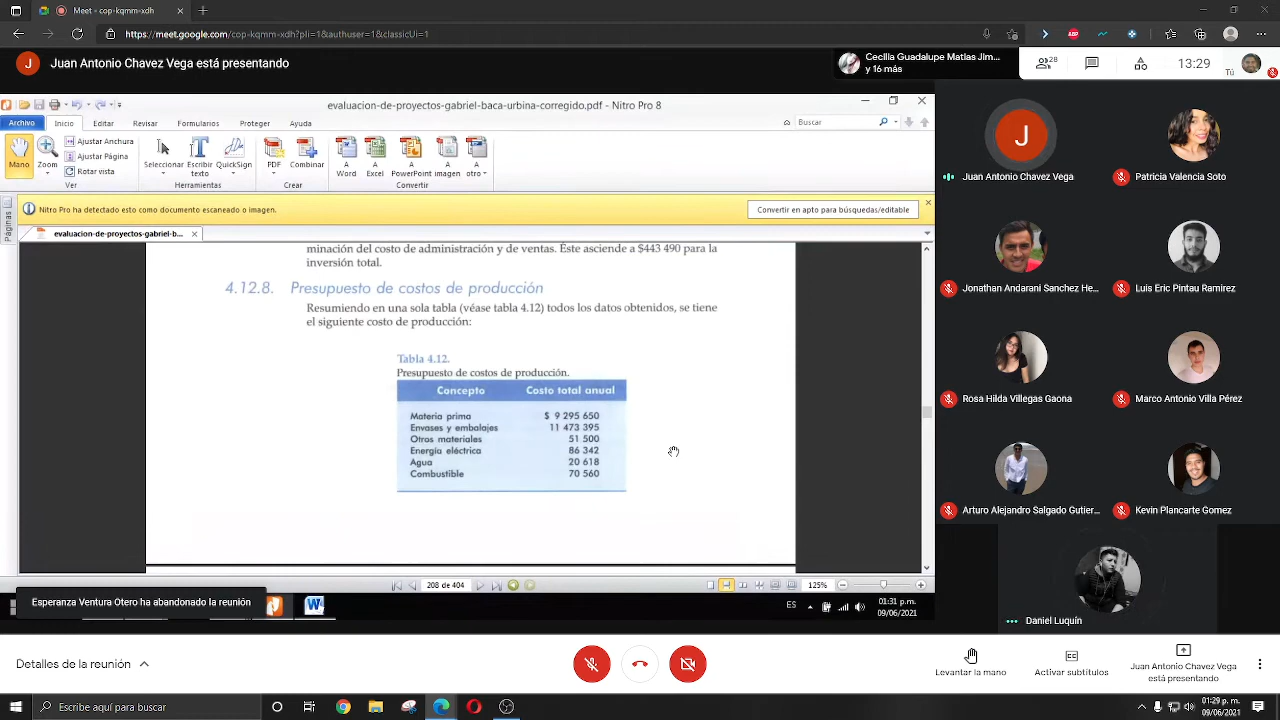 Meet -
https://meet.google.com/cop-kqmm-xdh?pli=1&authuser=1&classIdI=1
J
Juan Antonio Chavez Vega está presentando
y 16 más
28
13:29
Tú
evaluacion-de-proyectos-gabriel-baca-urbina-corregido.pdf - Nitro Pro 8
Archivo
Inicio
Editar
Revisar
Formularios
Proteger
Ayuda
Buscar
Mano
Zoom
Ajustar Anchura
Ajustar Página
Rotar vista
Ver
Seleccionar
Escribir texto
QuickSign
Herramientas
PDF
Combinar
Crear
A Word
A Excel
A PowerPoint
A imagen
A otro
Convertir
Páginas
Nitro Pro ha detectado esto como documento escaneado o imagen.
Convertir en apto para búsquedas/editable
evaluacion-de-proyectos-gabriel-b...
minación del costo de administración y de ventas. Éste asciende a $443 490 para la
inversión total.
4.12.8. Presupuesto de costos de producción
Resumiendo en una sola tabla (véase tabla 4.12) todos los datos obtenidos, se tiene
el siguiente costo de producción:
Tabla 4.12.
Presupuesto de costos de producción.
Concepto Costo total anual
Materia prima $ 9 295 650
Envases y embalajes 11 473 395
Otros materiales 51 500
Energía eléctrica 86 342
Agua 20 618
Combustible 70 560
208 de 404
125%
Esperanza Ventura Otero ha abandonado la reunión
ES
01:31 p.m.
09/06/2021
J
Juan Antonio Chavez Vega
Patricia Valencia Soto
Jonathan Andarani Sanchez He...
Luis Eric Pintau Ramirez
Rosa Hilda Villegas Gaona
Marco Antonio Villa Pérez
Arturo Alejandro Salgado Gutier...
Kevin Plancarte Gomez
Daniel Luquín
Detalles de la reunión
Levantar la mano
Activar subtítulos
Juan Antonio Chavez Vega
está presentando
Escribe aquí para buscar
01:29 p.m.
09/06/2021